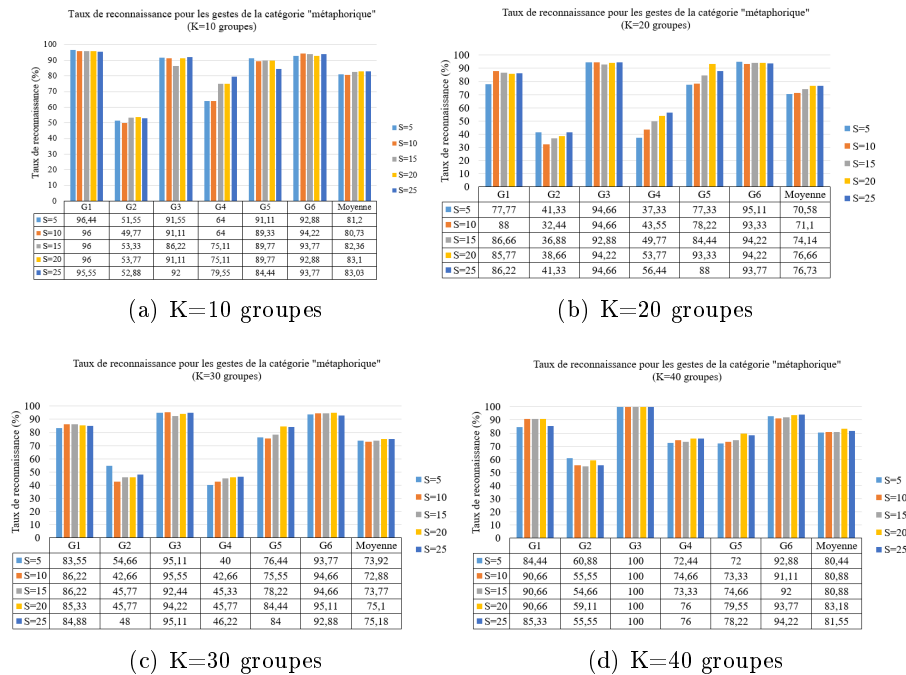 Taux de reconnaissance pour les gestes de la catégorie "métaphorique"
(K=10 groupes)
Taux de reconnaissance (%)
100
90
80
70
60
50
40
30
20
10
0
G1 G2 G3 G4 G5 G6 Moyenne
S=5 96,44 51,55 91,55 64 91,11 92,88 81,2
S=10 96 49,77 91,11 64 89,33 94,22 80,73
S=15 96 53,33 86,22 75,11 89,77 93,77 82,36
S=20 96 53,77 91,11 75,11 89,77 92,88 83,1
S=25 95,55 52,88 92 79,55 84,44 93,77 83,03
S=5
S=10
S=15
S=20
S=25
(a) K=10 groupes
Taux de reconnaissance pour les gestes de la catégorie "métaphorique"
(K=20 groupes)
Taux de reconnaissance (%)
100
90
80
70
60
50
40
30
20
10
0
G1 G2 G3 G4 G5 G6 Moyenne
S=5 77,77 41,33 94,66 37,33 77,33 95,11 70,58
S=10 88 32,44 94,66 43,55 78,22 93,33 71,1
S=15 86,66 36,88 92,88 49,77 84,44 94,22 74,14
S=20 85,77 38,66 94,22 53,77 93,33 94,22 76,66
S=25 86,22 41,33 94,66 56,44 88 93,77 76,73
S=5
S=10
S=15
S=20
S=25
(b) K=20 groupes
Taux de reconnaissance pour les gestes de la catégorie "métaphorique"
(K=30 groupes)
Taux de reconnaissance (%)
100
90
80
70
60
50
40
30
20
10
0
G1 G2 G3 G4 G5 G6 Moyenne
S=5 83,55 54,66 95,11 40 76,44 93,77 73,92
S=10 86,22 42,66 95,55 42,66 75,55 94,66 72,88
S=15 86,22 45,77 92,44 45,33 78,22 94,66 73,77
S=20 85,33 45,77 94,22 45,77 84,44 95,11 75,1
S=25 84,88 48 95,11 46,22 84 92,88 75,18
S=5
S=10
S=15
S=20
S=25
(c) K=30 groupes
Taux de reconnaissance pour les gestes de la catégorie "métaphorique"
(K=40 groupes)
Taux de reconnaissance (%)
100
90
80
70
60
50
40
30
20
10
0
G1 G2 G3 G4 G5 G6 Moyenne
S=5 84,44 60,88 100 72,44 72 92,88 80,44
S=10 90,66 55,55 100 74,66 73,33 91,11 80,88
S=15 90,66 54,66 100 73,33 74,66 92 80,88
S=20 90,66 59,11 100 76 79,55 93,77 83,18
S=25 85,33 55,55 100 76 78,22 94,22 81,55
S=5
S=10
S=15
S=20
S=25
(d) K=40 groupes